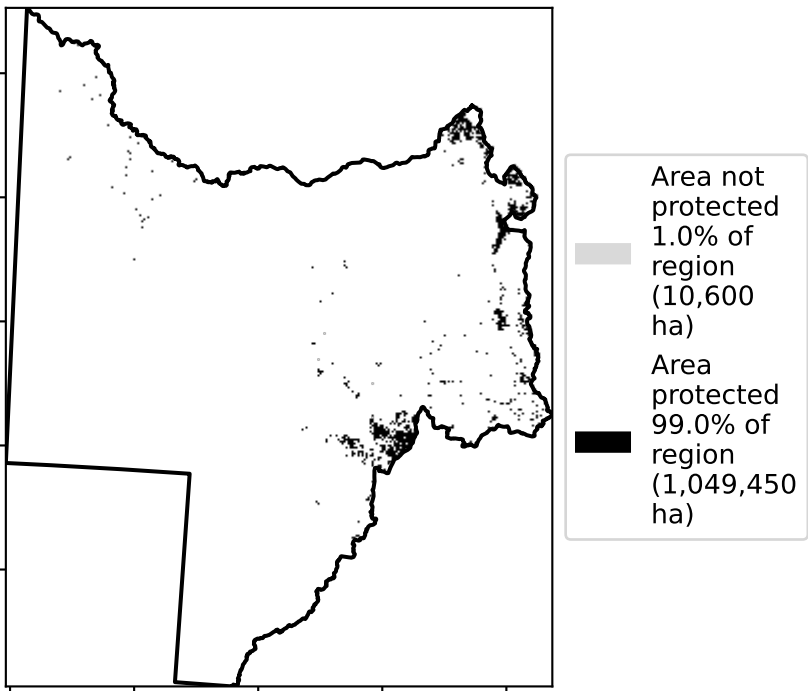 Area not
protected
1.0% of
region
(10,600
ha)
Area
protected
99.0% of
region
(1,049,450
ha)